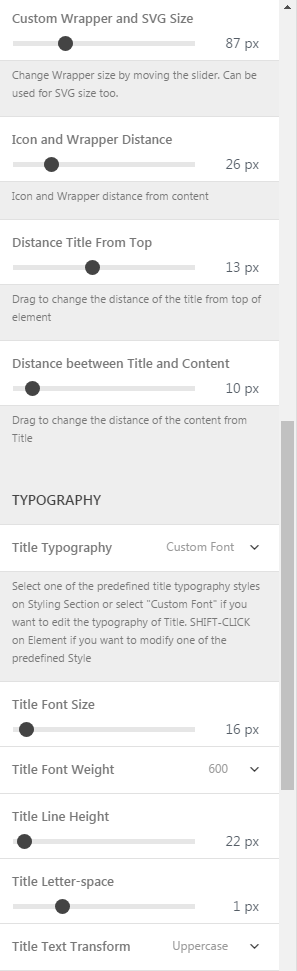 Custom Wrapper and SVG Size
87 px
Change Wrapper size by moving the slider. Can be
used for SVG size too.
Icon and Wrapper Distance
26 px
Icon and Wrapper distance from content
Distance Title From Top
13 px
Drag to change the distance of the title from top of
element
Distance beetween Title and Content
10 px
Drag to change the distance of the content from
Title
TYPOGRAPHY
Title Typography Custom Font
Select one of the predefined title typography styles
on Styling Section or select "Custom Font" if you
want to edit the typography of Title. SHIFT-CLICK
on Element if you want to modify one of the
predefined Style
Title Font Size
16 px
Title Font Weight 600
Title Line Height
22 px
Title Letter-space
1 px
Title Text Transform Uppercase